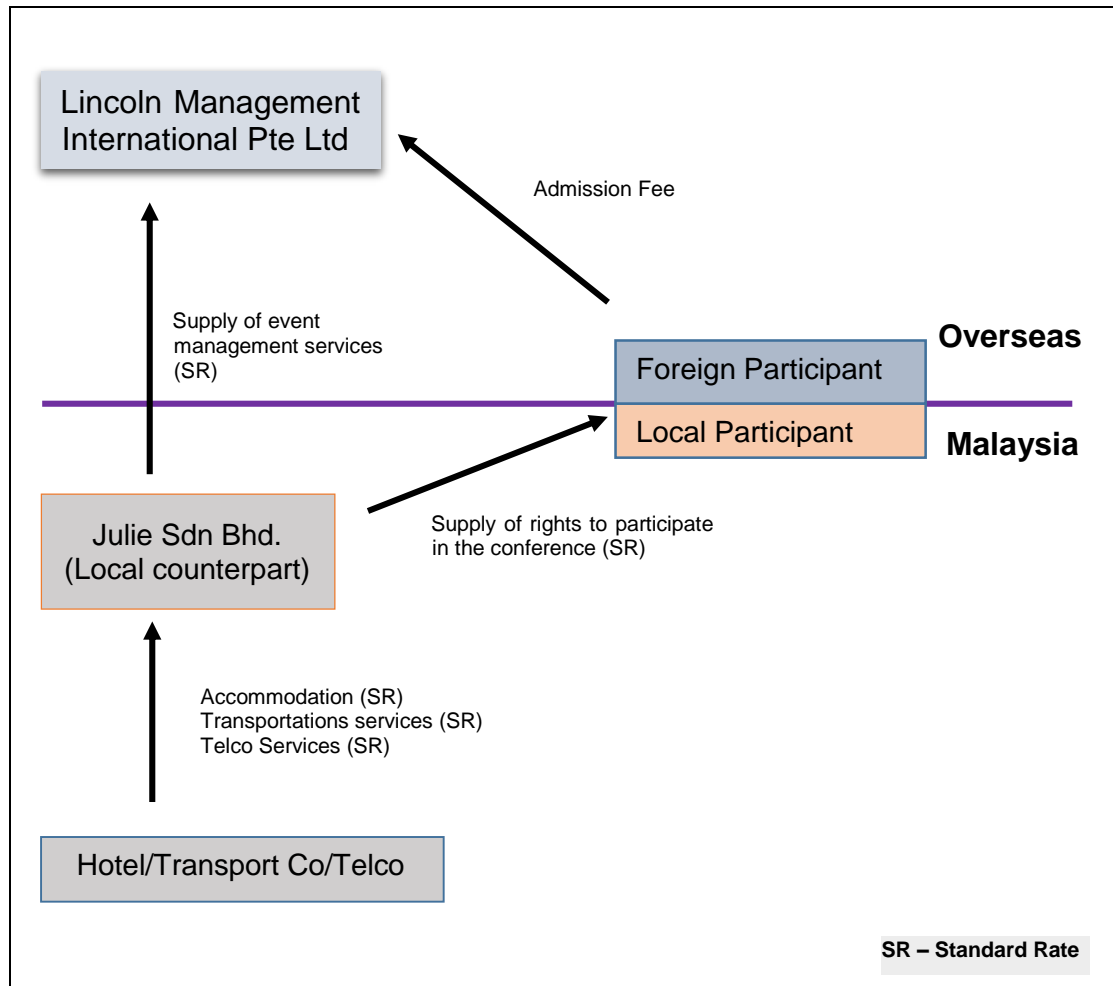 Lincoln Management
International Pte Ltd
Admission Fee
Supply of event
management services
(SR)
Overseas
Foreign Participant
Local Participant
Malaysia
Julie Sdn Bhd.
(Local counterpart)
Supply of rights to participate
in the conference (SR)
Accommodation (SR)
Transportations services (SR)
Telco Services (SR)
Hotel/Transport Co/Telco
SR – Standard Rate